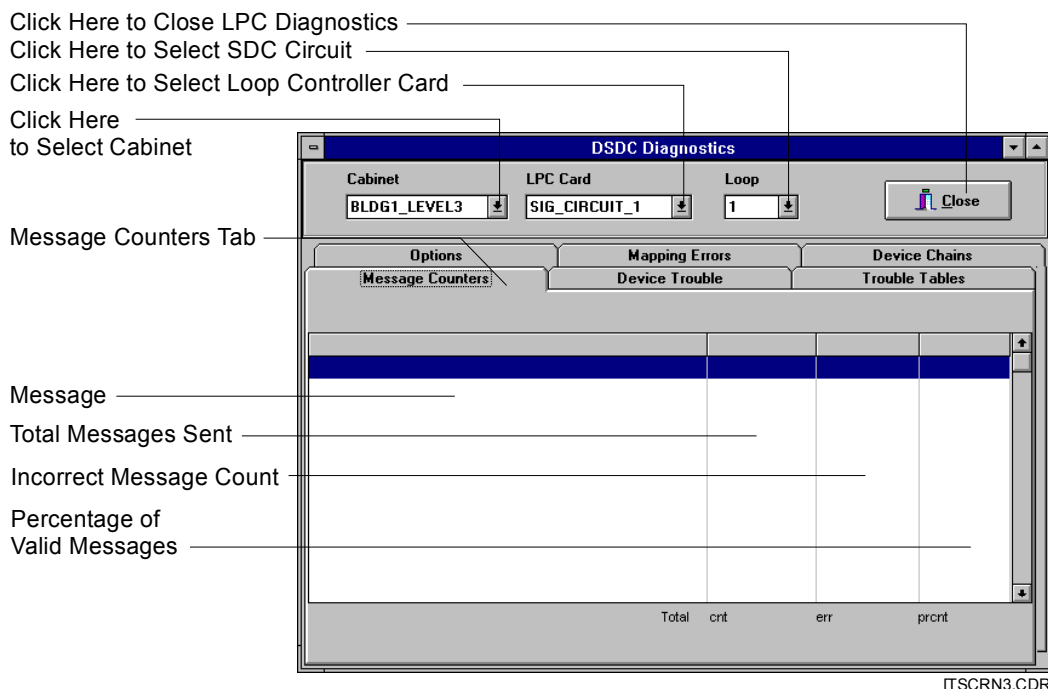 Click Here to Close LPC Diagnostics
Click Here to Select SDC Circuit
Click Here to Select Loop Controller Card
Click Here
to Select Cabinet
DSDC Diagnostics
Cabinet LPC Card Loop
BLDG1_LEVEL3 SIG_CIRCUIT_1 1 Close
Message Counters Tab
Options Mapping Errors Device Chains
Message Counters Device Trouble Trouble Tables
Message
Total Messages Sent
Incorrect Message Count
Percentage of
Valid Messages
Total cnt err prcnt
ITSCRN3.CDR